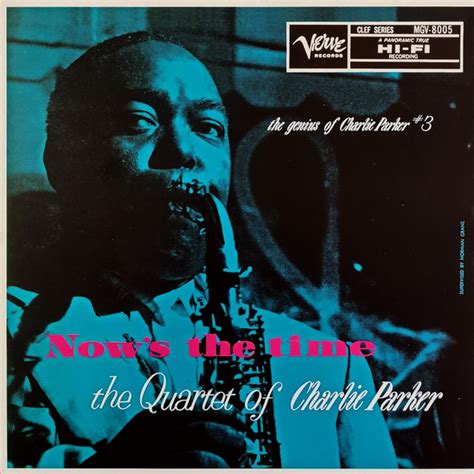 VERVE
RECORDS
CLEF SERIES MGV-8005
A PANORAMIC TRUE
HI-FI
RECORDING
the genius of Charlie Parker #3
SUPERVISED BY NORMAN GRANZ
Now's the time
the Quartet of Charlie Parker